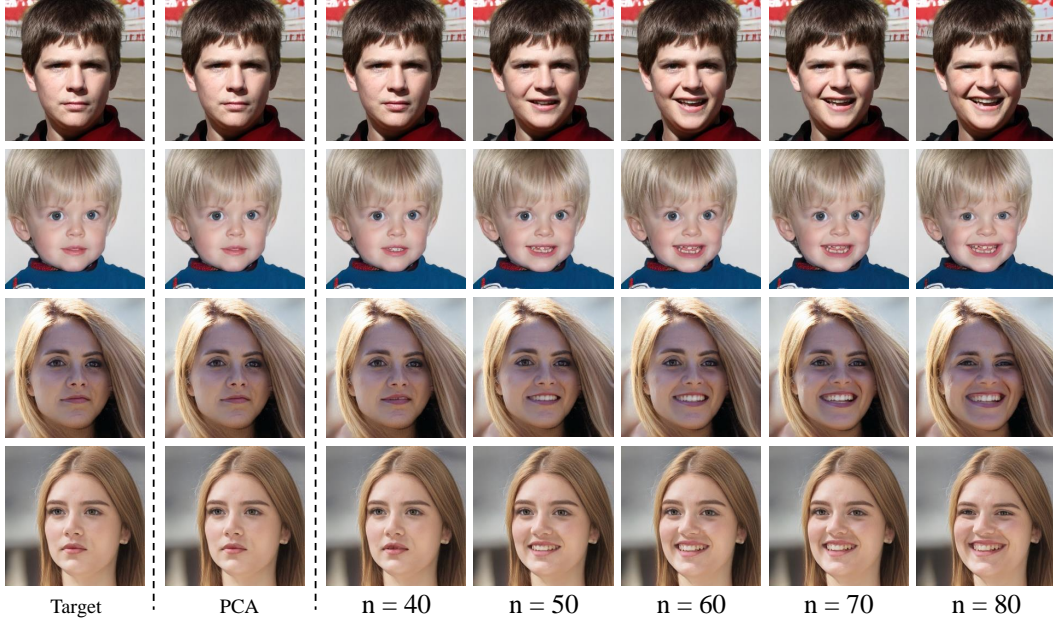 Target PCA n = 40 n = 50 n = 60 n = 70 n = 80